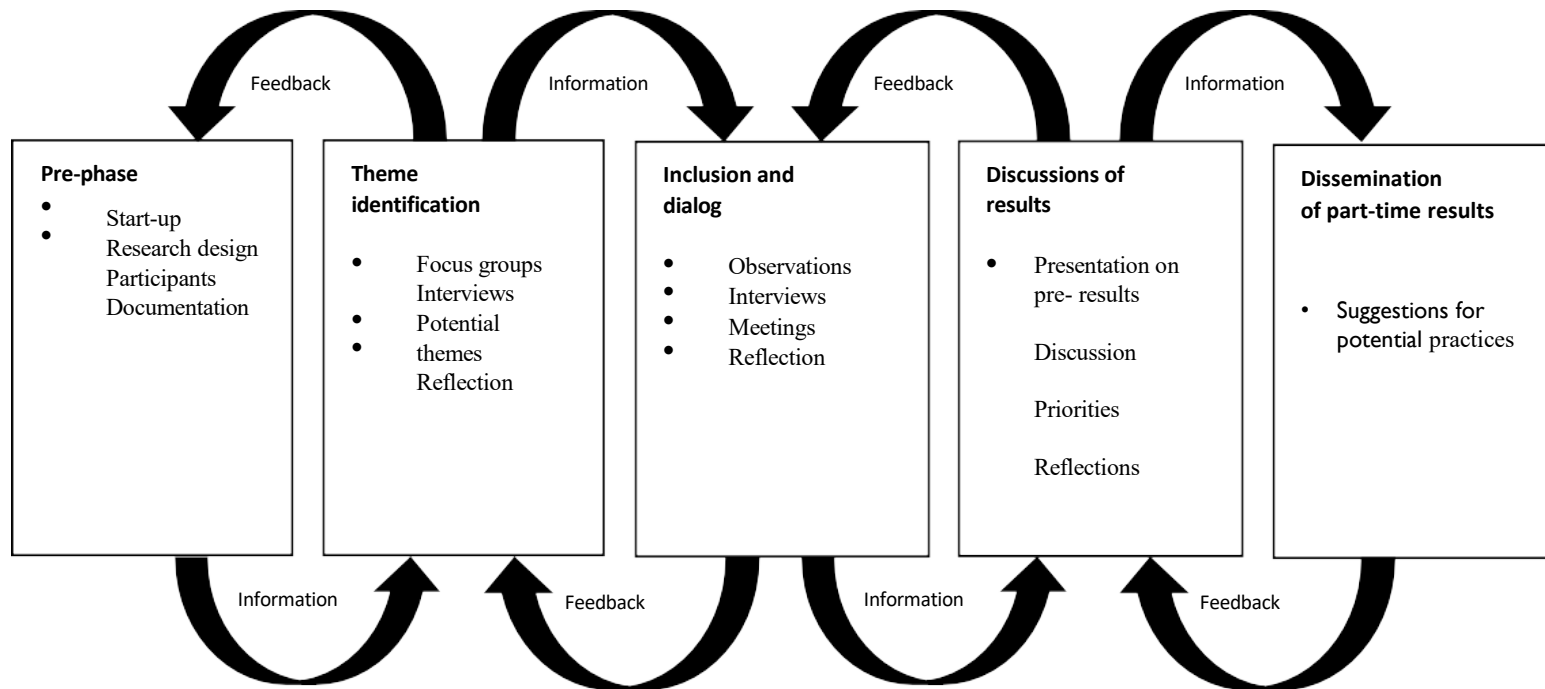 Feedback
Information
Feedback
Information
Pre-phase
• Start-up
• Research design
Participants
Documentation
Theme
identification
• Focus groups
Interviews
• Potential
• themes
Reflection
Inclusion and
dialog
• Observations
• Interviews
• Meetings
• Reflection
Discussions of
results
• Presentation on
pre- results
Discussion
Priorities
Reflections
Dissemination
of part-time results
• Suggestions for
potential practices
Information
Feedback
Information
Feedback